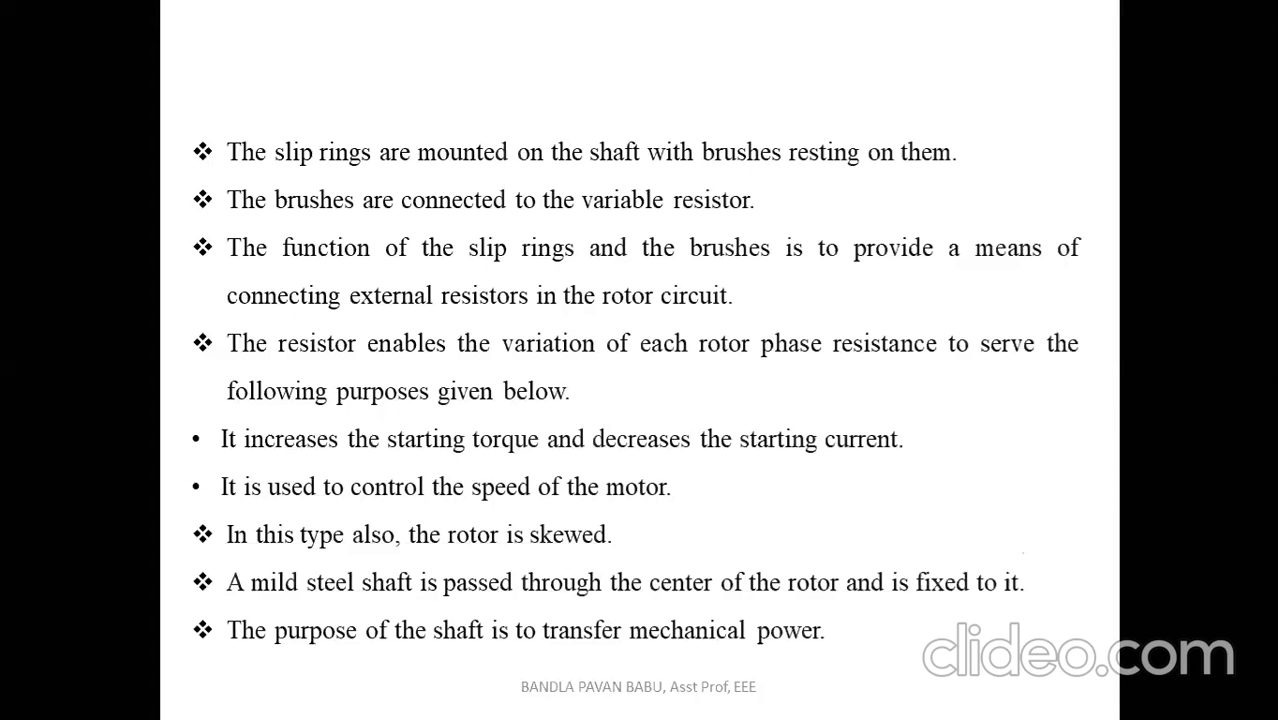 ❖ The slip rings are mounted on the shaft with brushes resting on them.
❖ The brushes are connected to the variable resistor.
❖ The function of the slip rings and the brushes is to provide a means of
connecting external resistors in the rotor circuit.
❖ The resistor enables the variation of each rotor phase resistance to serve the
following purposes given below.
• It increases the starting torque and decreases the starting current.
• It is used to control the speed of the motor.
❖ In this type also, the rotor is skewed.
❖ A mild steel shaft is passed through the center of the rotor and is fixed to it.
❖ The purpose of the shaft is to transfer mechanical power.
clideo.com
BANDLA PAVAN BABU, Asst Prof, EEE